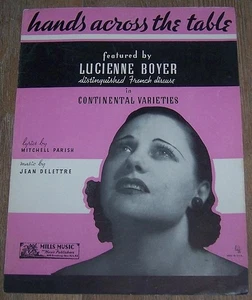 hands across the table
featured by
LUCIENNE BOYER
distinguished French diseuse
in
CONTINENTAL VARIETIES
lyric by
MITCHELL PARISH
music by
JEAN DELETTRE
MILLS MUSIC